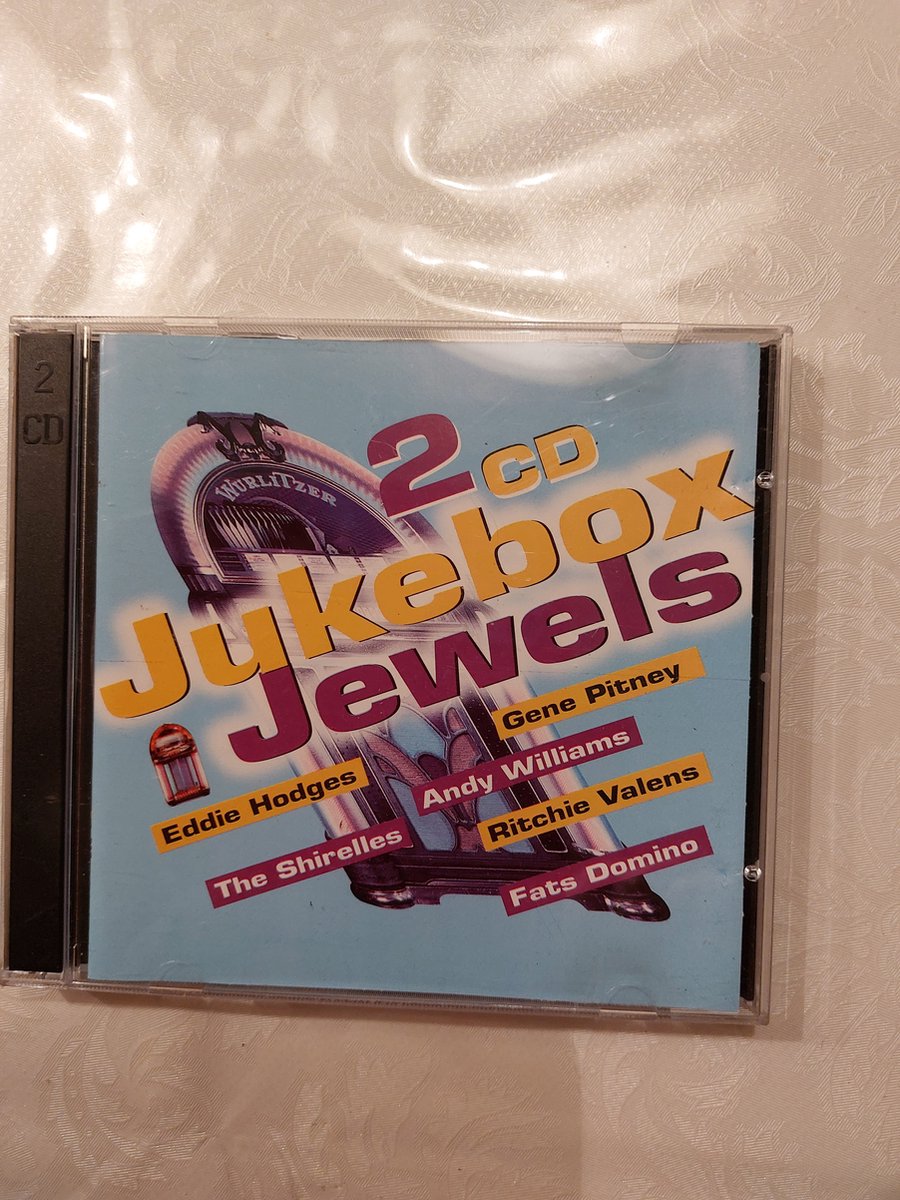 2
CD
WURLITZER
2 CD
Jukebox
Jewels
Gene Pitney
Andy Williams
Eddie Hodges
Ritchie Valens
The Shirelles
Fats Domino